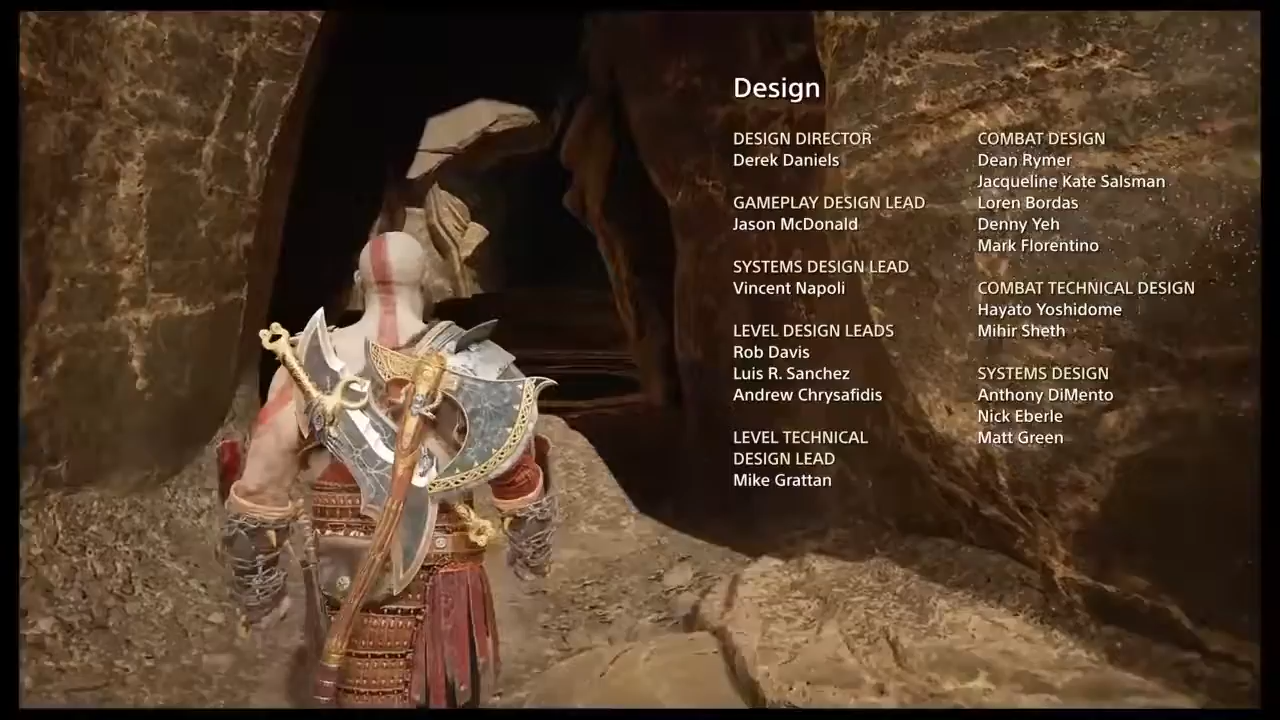 Design
DESIGN DIRECTOR
Derek Daniels
GAMEPLAY DESIGN LEAD
Jason McDonald
SYSTEMS DESIGN LEAD
Vincent Napoli
LEVEL DESIGN LEADS
Rob Davis
Luis R. Sanchez
Andrew Chrysafidis
LEVEL TECHNICAL
DESIGN LEAD
Mike Grattan
COMBAT DESIGN
Dean Rymer
Jacqueline Kate Salsman
Loren Bordas
Denny Yeh
Mark Florentino
COMBAT TECHNICAL DESIGN
Hayato Yoshidome
Mihir Sheth
SYSTEMS DESIGN
Anthony DiMento
Nick Eberle
Matt Green